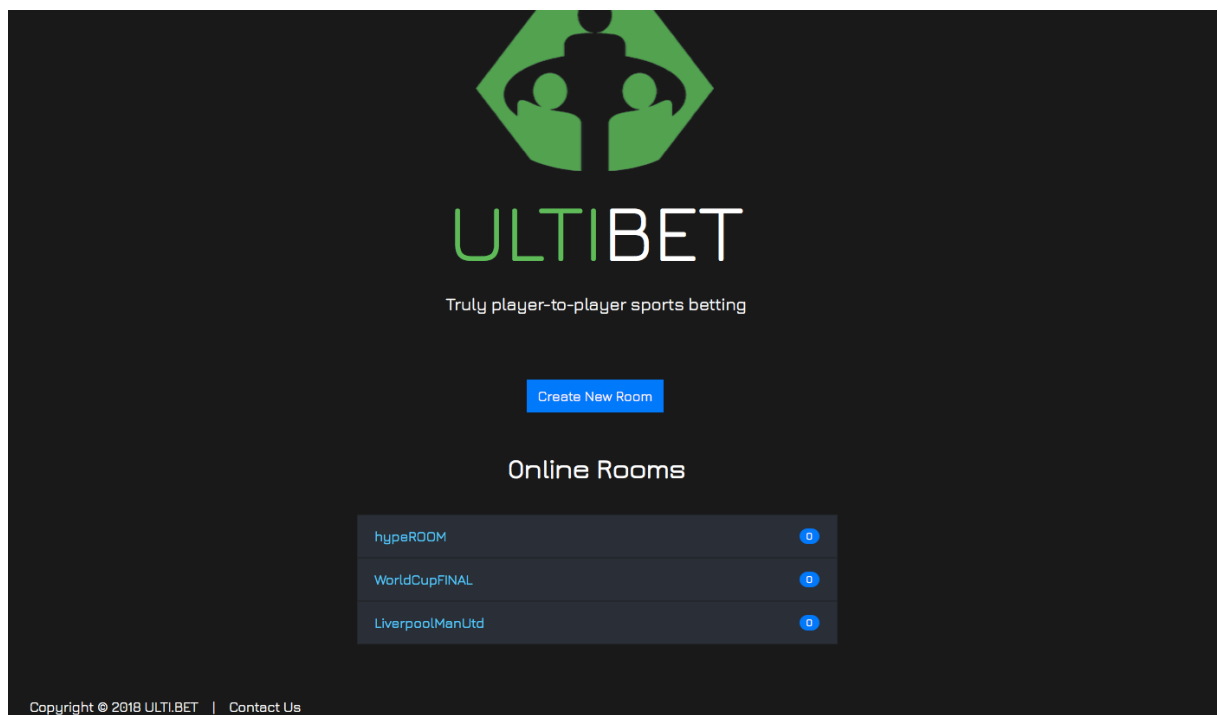 ULTIBET
Truly player-to-player sports betting
Create New Room
Online Rooms
hypeROOM 0
WorldCupFINAL 0
LiverpoolManUtd 0
Copyright © 2018 ULTI.BET | Contact Us